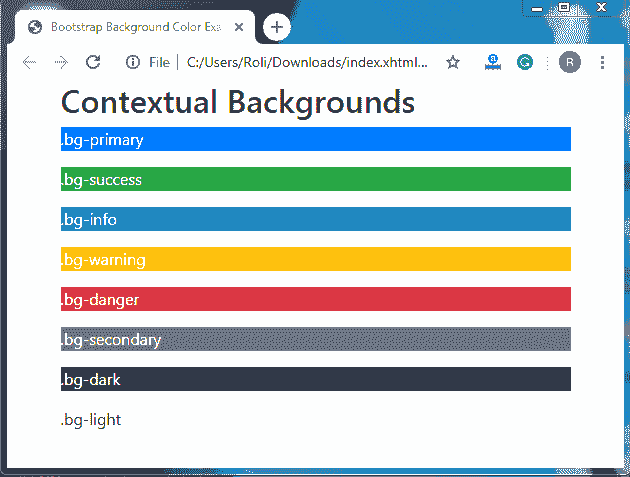 Bootstrap Background Color Exa
File | C:/Users/Roli/Downloads/index.xhtml...
R
Contextual Backgrounds
.bg-primary
.bg-success
.bg-info
.bg-warning
.bg-danger
.bg-secondary
.bg-dark
.bg-light